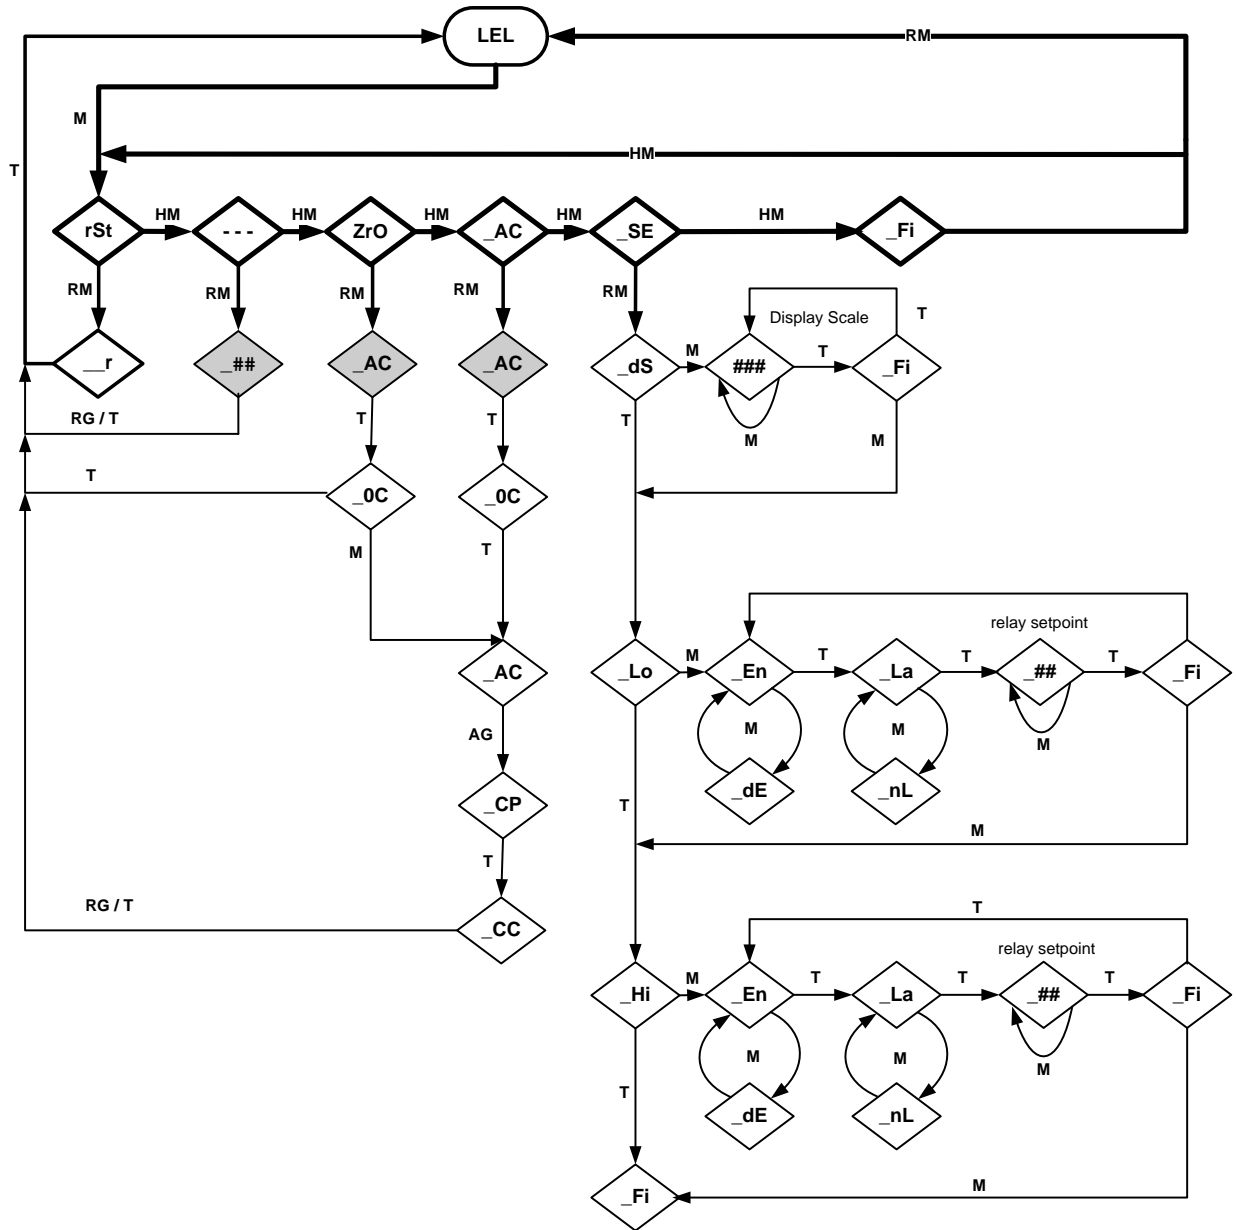 LEL
RM
M
T
HM
rSt
HM
- - -
HM
ZrO
HM
_AC
HM
_SE
HM
_Fi
RM
RM
RM
RM
RM
Display Scale
T
__r
_##
_AC
_AC
_dS
M
###
T
_Fi
RG / T
T
T
T
M
M
T
_0C
_0C
M
T
relay setpoint
_Lo
M
_En
T
_La
T
_##
T
_Fi
_AC
AG
M
M
M
_CP
_dE
_nL
T
T
M
RG / T
_CC
T
relay setpoint
_Hi
M
_En
T
_La
T
_##
T
_Fi
M
M
M
T
_dE
_nL
_Fi
M